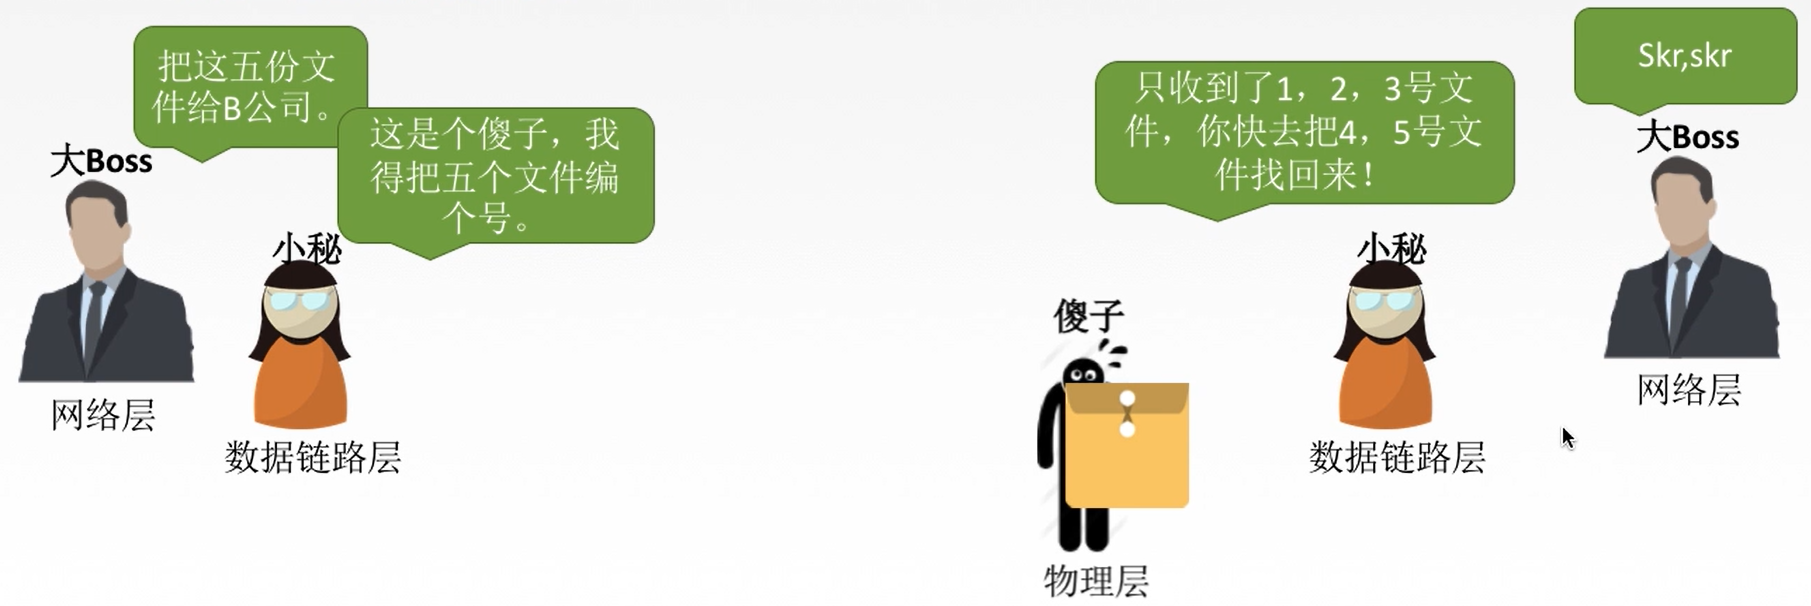 把这五份文
件给B公司。
大Boss
这是个傻子，我
得把五个文件编
个号。
小秘
网络层
数据链路层
只收到了1，2，3号文
件，你快去把4，5号文
件找回来！
Skr,skr
大Boss
小秘
傻子
网络层
数据链路层
物理层